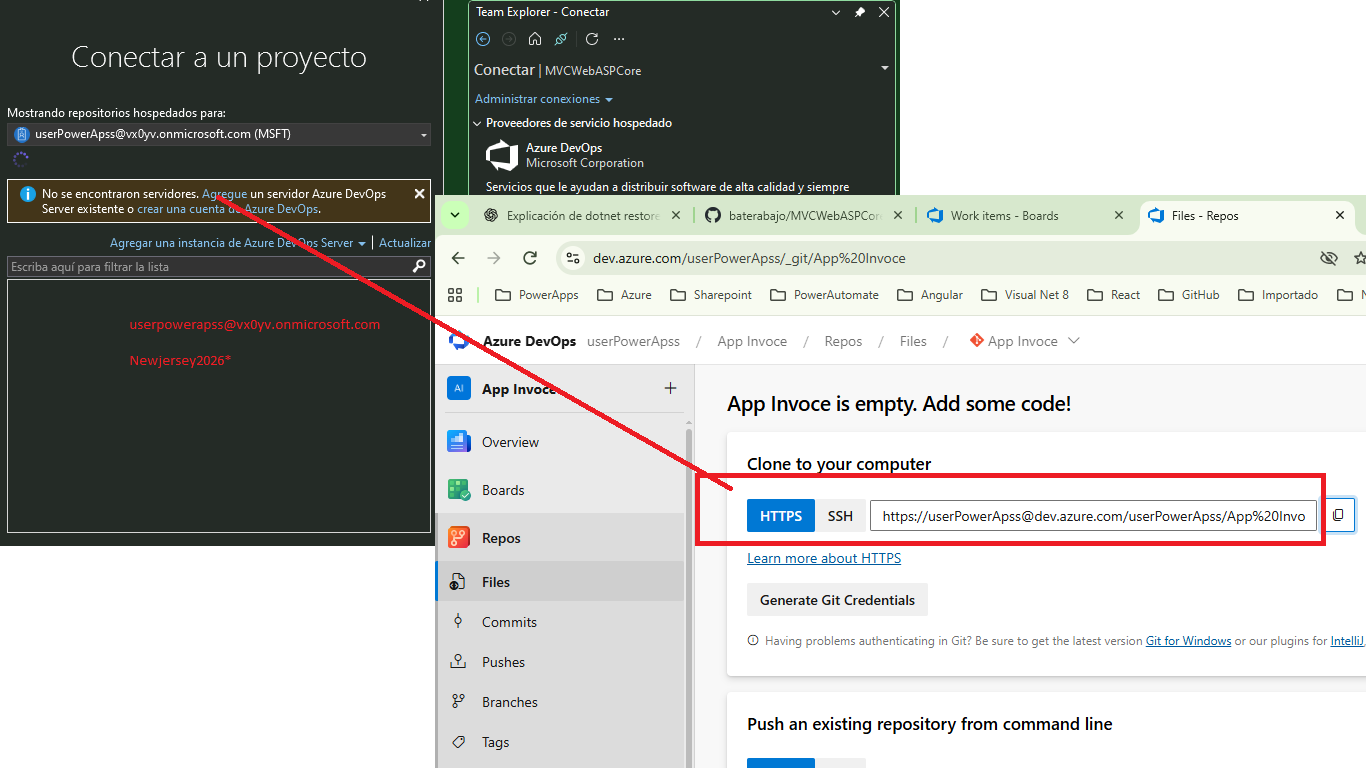 Conectar a un proyecto
Mostrando repositorios hospedados para:
userPowerApss@vx0yv.onmicrosoft.com (MSFT)
No se encontraron servidores. Agregue un servidor Azure DevOps
Server existente o crear una cuenta de Azure DevOps.
Agregar una instancia de Azure DevOps Server | Actualizar
Escriba aquí para filtrar la lista
userpowerapss@vx0yv.onmicrosoft.com
Newjersey2026*
Team Explorer - Conectar
Conectar | MVCWebASPCore
Administrar conexiones
Proveedores de servicio hospedado
Azure DevOps
Microsoft Corporation
Servicios que le ayudan a distribuir software de alta calidad y siempre
Explicación de dotnet restore
baterabajo/MVCWebASPCore
Work items - Boards
Files - Repos
dev.azure.com/userPowerApss/_git/App%20Invoce
PowerApps
Azure
Sharepoint
PowerAutomate
Angular
Visual Net 8
React
GitHub
Importado
N
Azure DevOps userPowerApss / App Invoce / Repos / Files / App Invoce
AI App Invoce
Overview
Boards
Repos
Files
Commits
Pushes
Branches
Tags
App Invoce is empty. Add some code!
Clone to your computer
HTTPS SSH https://userPowerApss@dev.azure.com/userPowerApss/App%20Invo
Learn more about HTTPS
Generate Git Credentials
Having problems authenticating in Git? Be sure to get the latest version Git for Windows or our plugins for IntelliJ,
Push an existing repository from command line